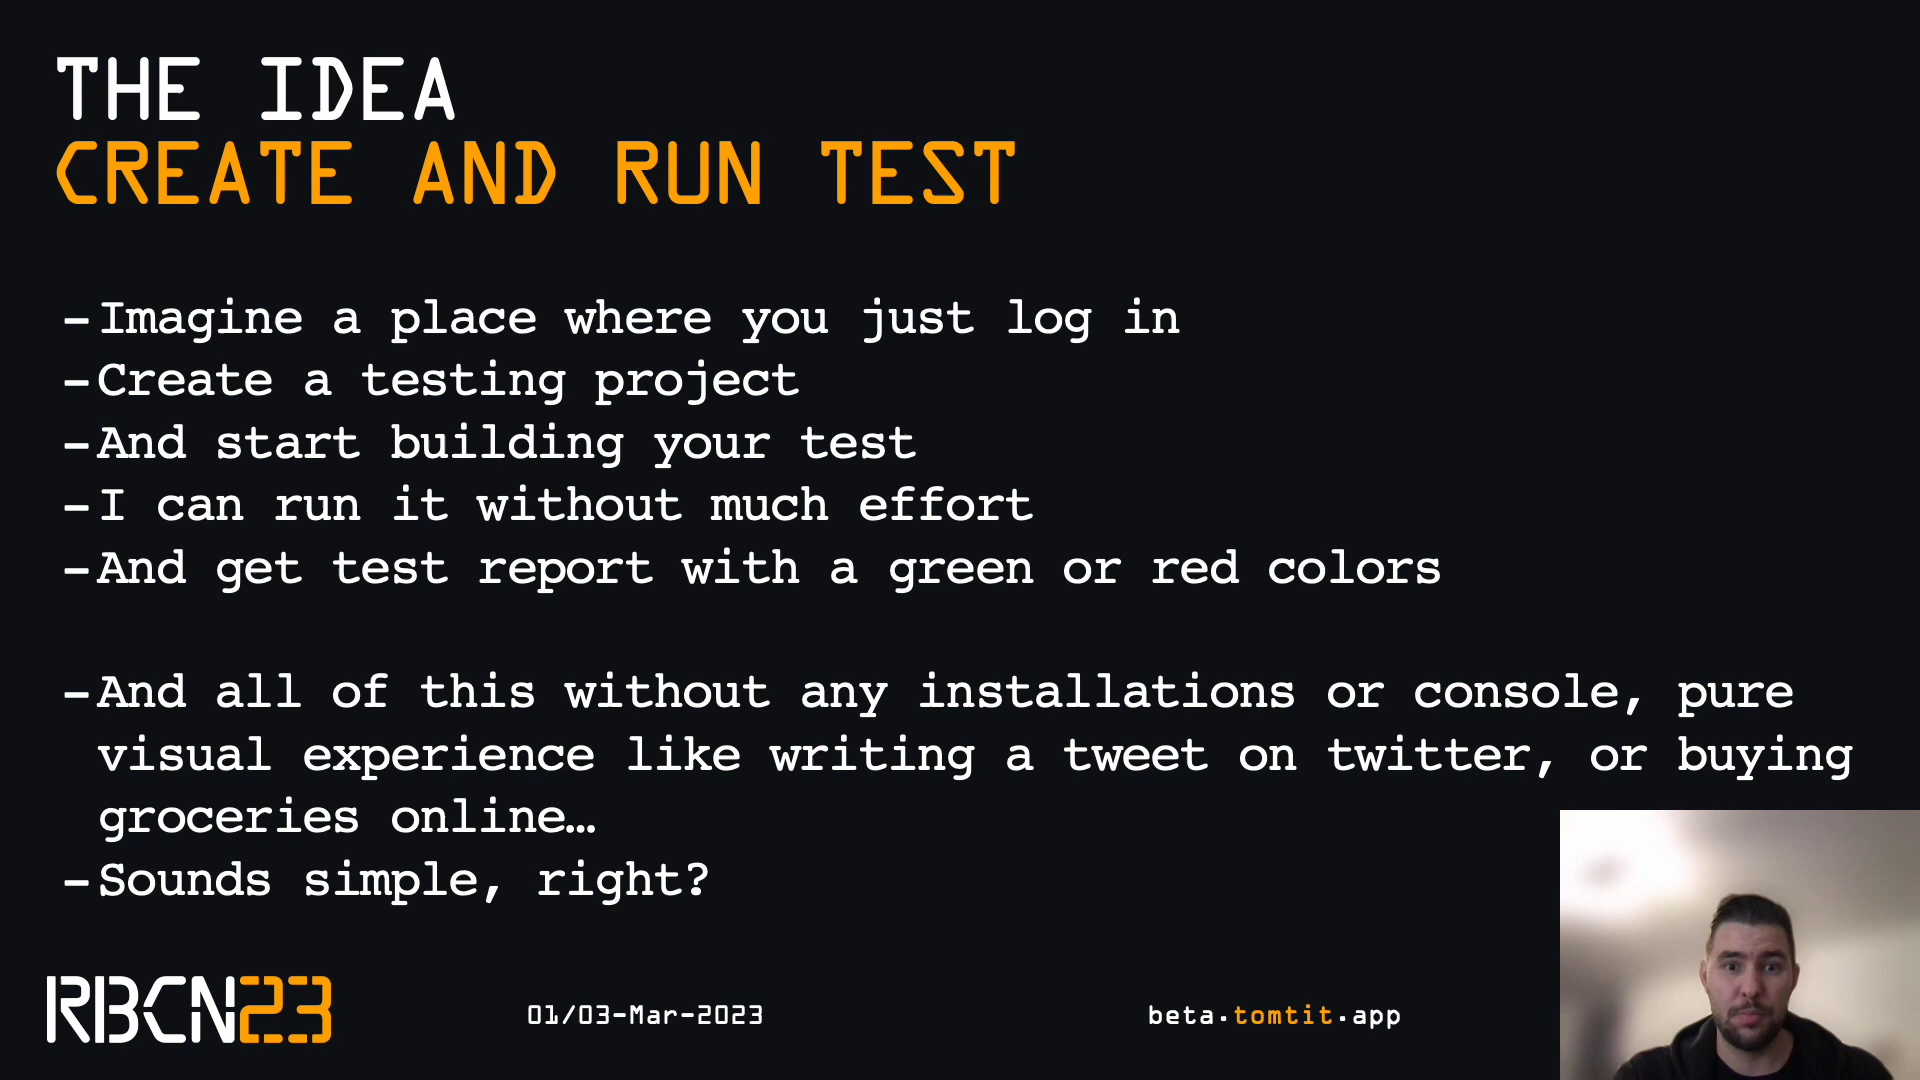 THE IDEA
CREATE AND RUN TEST
-Imagine a place where you just log in
-Create a testing project
-And start building your test
-I can run it without much effort
-And get test report with a green or red colors
-And all of this without any installations or console, pure
visual experience like writing a tweet on twitter, or buying
groceries online…
-Sounds simple, right?
RBCN23
01/03-Mar-2023
beta.tomtit.app